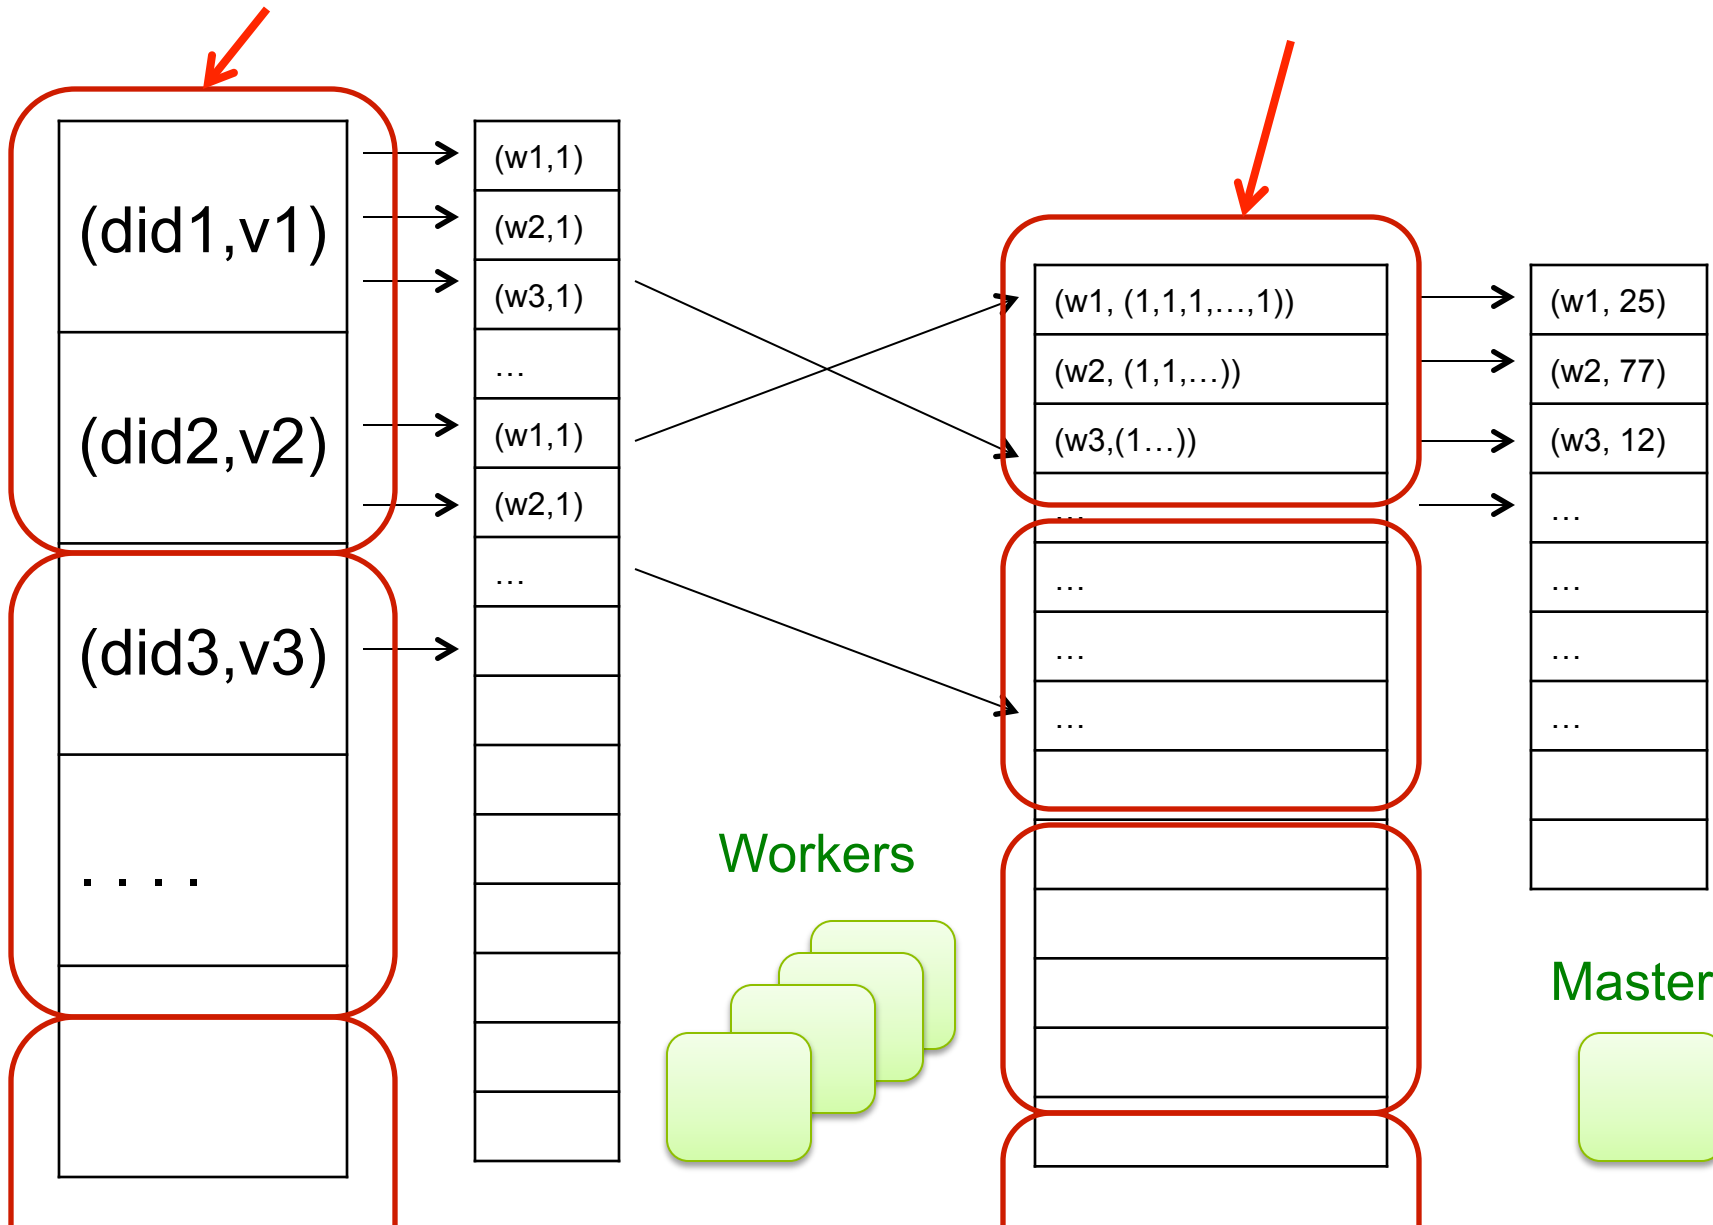 (did1,v1)
(did2,v2)
(did3,v3)
. . . .
(w1,1)
(w2,1)
(w3,1)
…
(w1,1)
(w2,1)
…
(w1, (1,1,1,…,1))
(w2, (1,1,…))
(w3,(1…))
…
…
…
…
(w1, 25)
(w2, 77)
(w3, 12)
…
…
…
…
Workers
Master